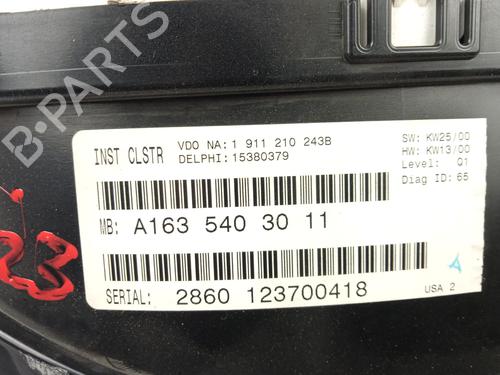 INST CLSTR
VDO NA: 1 911 210 243B
DELPHI: 15380379
SW: KW25/00
HW: KW13/00
Level: Q1
Diag ID: 65
MB: A163 540 30 11
SERIAL: 2860 123700418
USA 2
23
B-PARTS